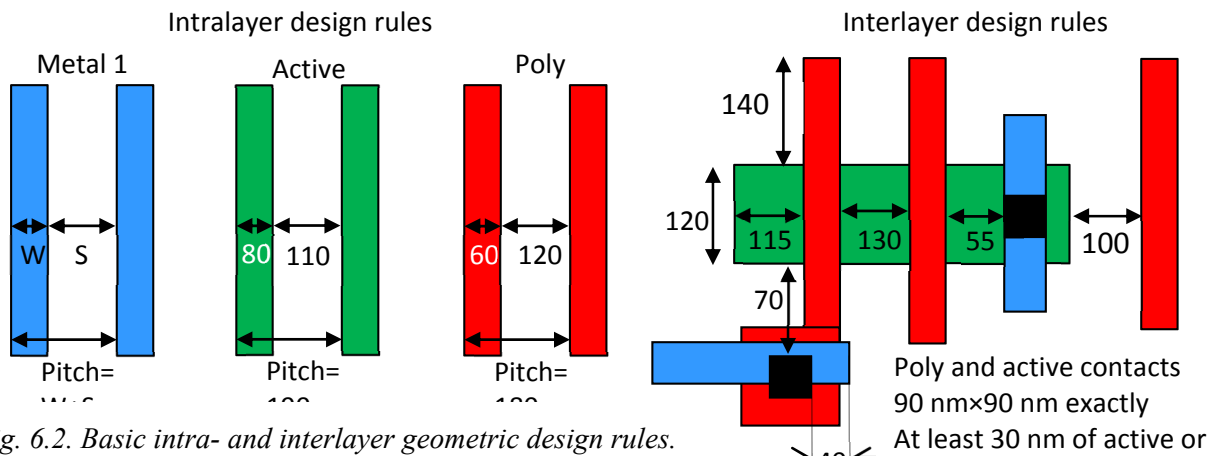 Intralayer design rules
Interlayer design rules
Metal 1
Active
Poly
W
S
80
110
60
120
Pitch=
Pitch=
Pitch=
140
120
115
130
55
100
70
Poly and active contacts
90 nm×90 nm exactly
At least 30 nm of active or
g. 6.2. Basic intra- and interlayer geometric design rules.